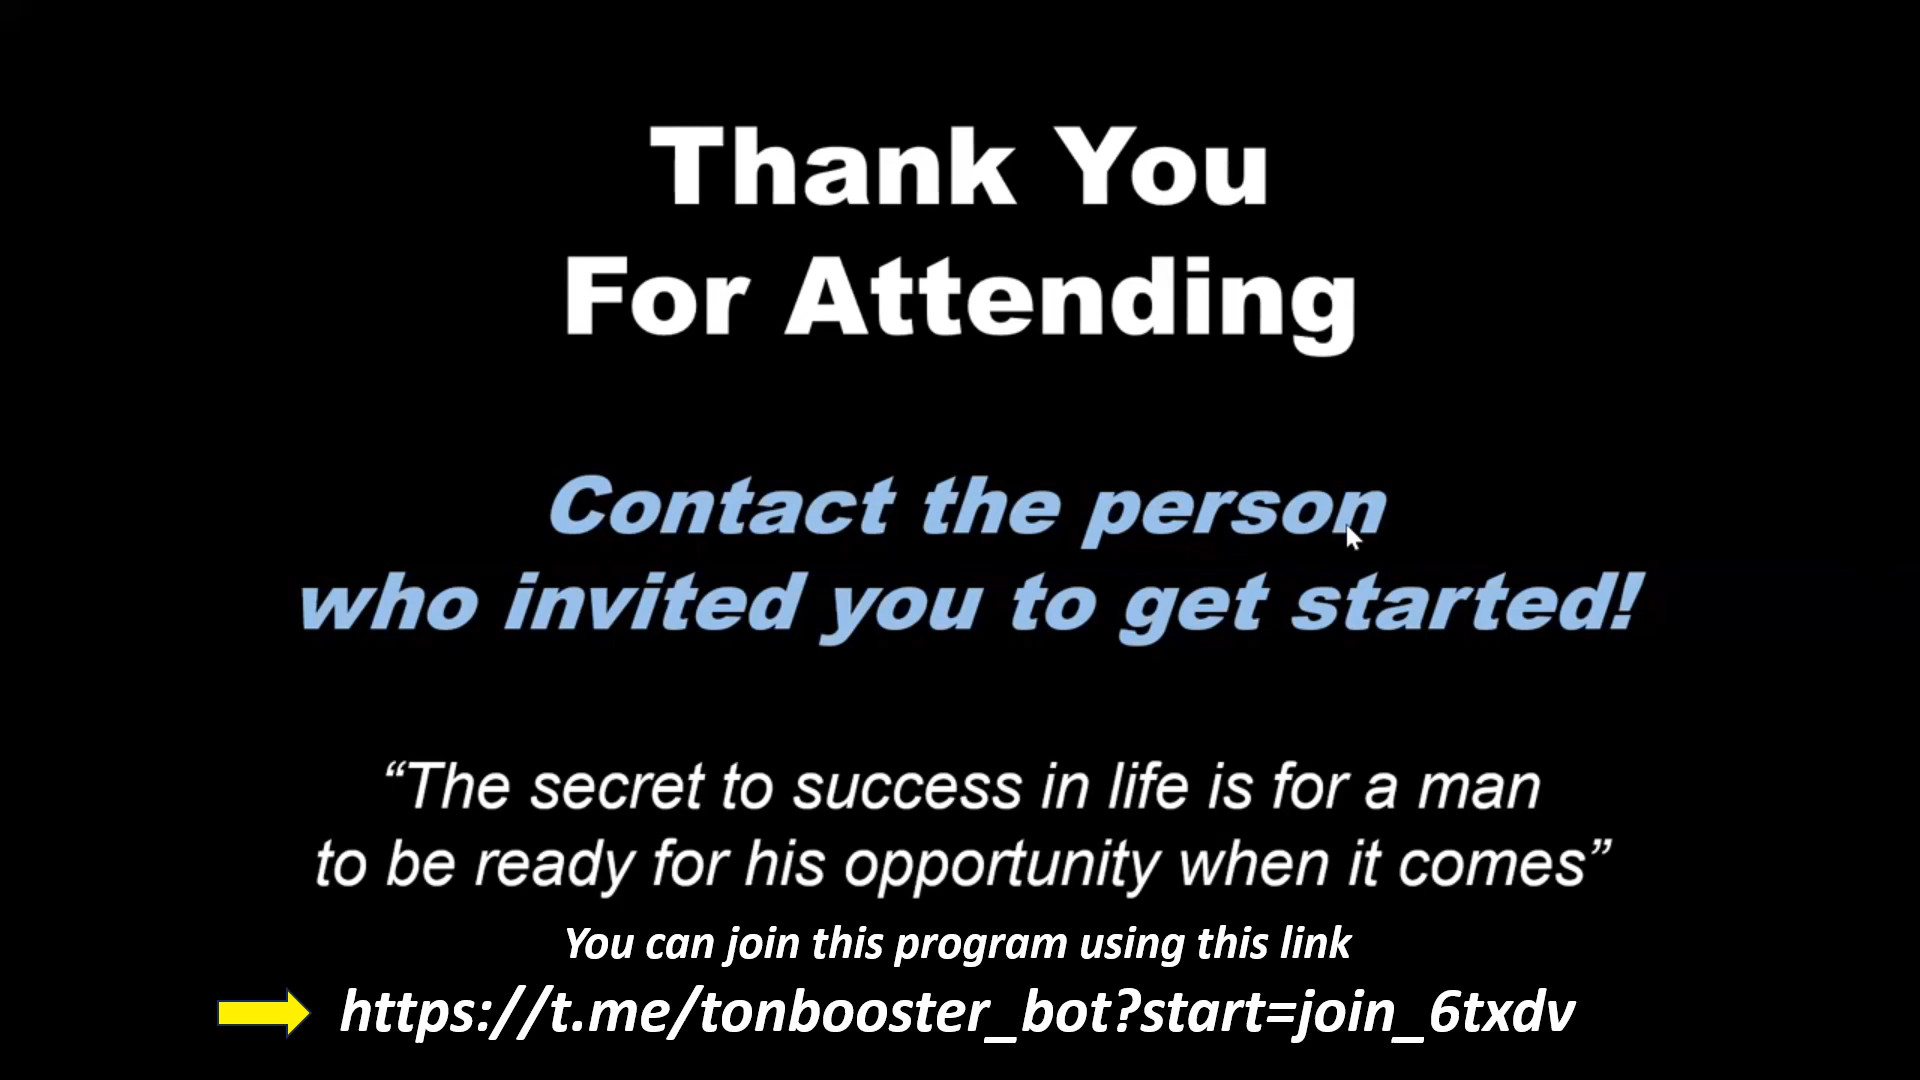 Thank You
For Attending
Contact the person
who invited you to get started!
“The secret to success in life is for a man
to be ready for his opportunity when it comes”
You can join this program using this link
https://t.me/tonbooster_bot?start=join_6txdv